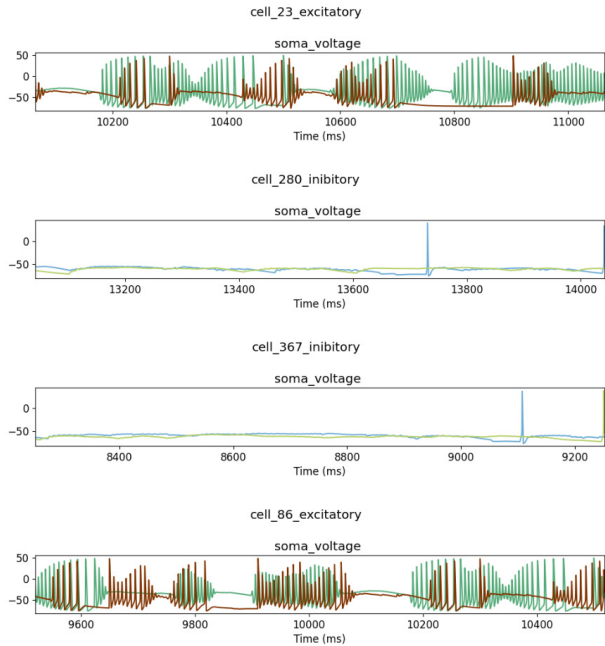 cell_23_excitatory
soma_voltage
50
0
−50
10200 10400 10600 10800 11000
Time (ms)
cell_280_inibitory
soma_voltage
0
−50
13200 13400 13600 13800 14000
Time (ms)
cell_367_inibitory
soma_voltage
0
−50
8400 8600 8800 9000 9200
Time (ms)
cell_86_excitatory
soma_voltage
50
0
−50
9600 9800 10000 10200 10400
Time (ms)